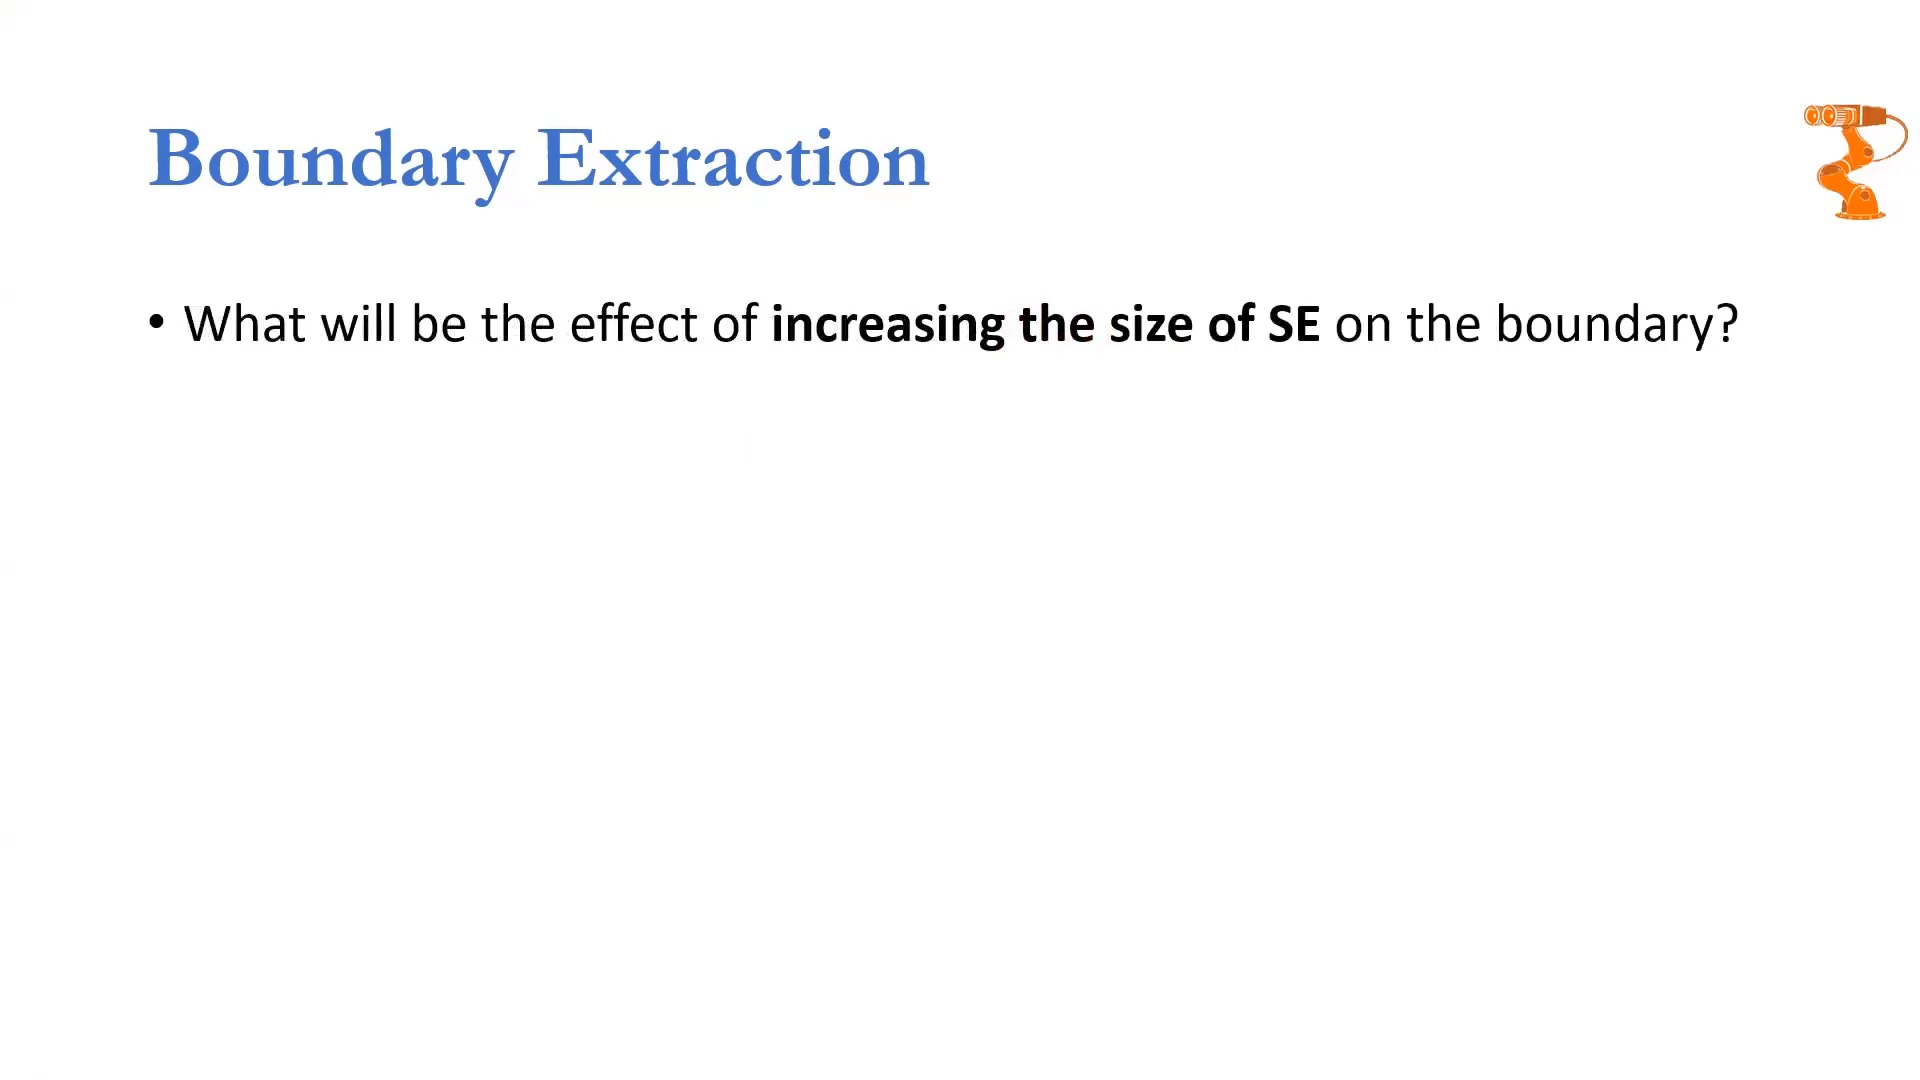 Boundary Extraction
• What will be the effect of increasing the size of SE on the boundary?